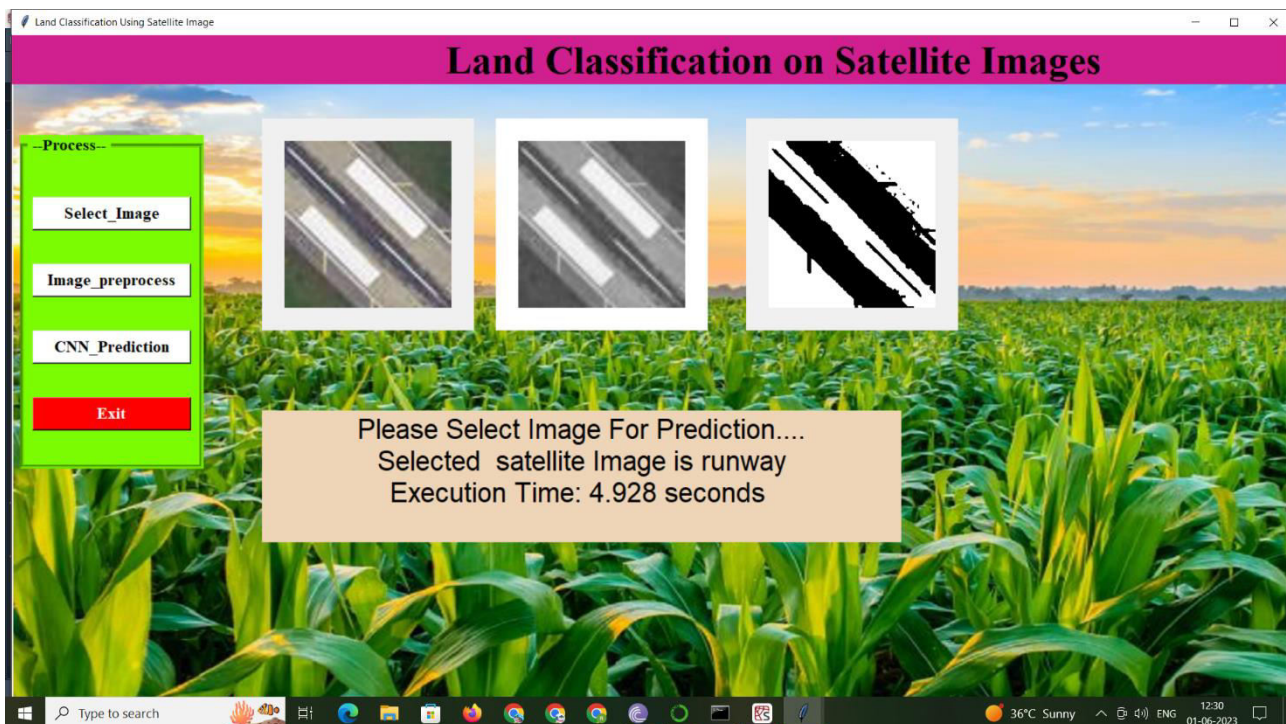 Land Classification Using Satellite Image
Land Classification on Satellite Images
--Process--
Select_Image
Image_preprocess
CNN_Prediction
Exit
Please Select Image For Prediction....
Selected  satellite Image is runway
Execution Time: 4.928 seconds
Type to search
36°C Sunny
ENG
12:30
01-06-2023